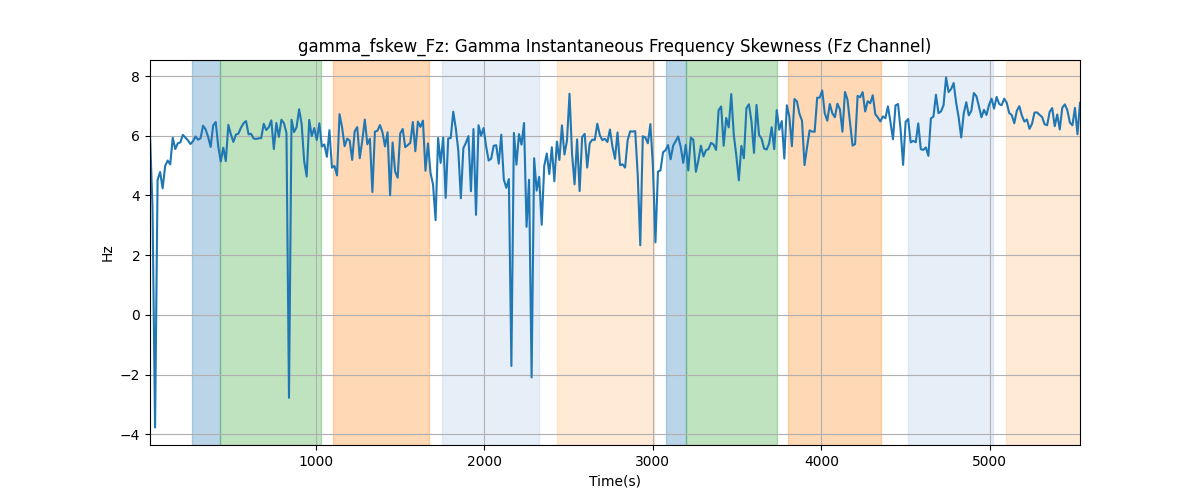 gamma_fskew_Fz: Gamma Instantaneous Frequency Skewness (Fz Channel)
8
6
4
2
0
−2
−4
Hz
1000 2000 3000 4000 5000
Time(s)